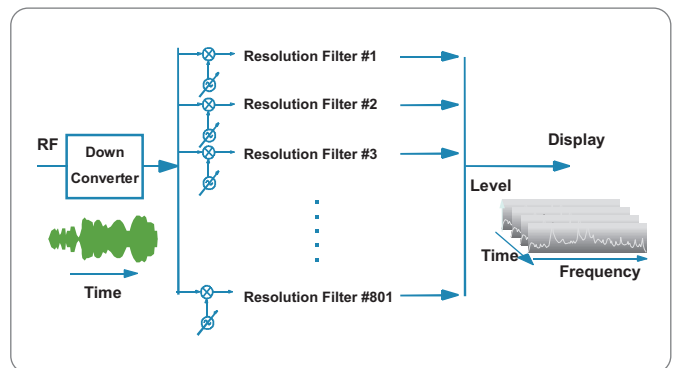 RF
Down
Converter
Time
Resolution Filter #1
Resolution Filter #2
Resolution Filter #3
Resolution Filter #801
Display
Level
Time
Frequency